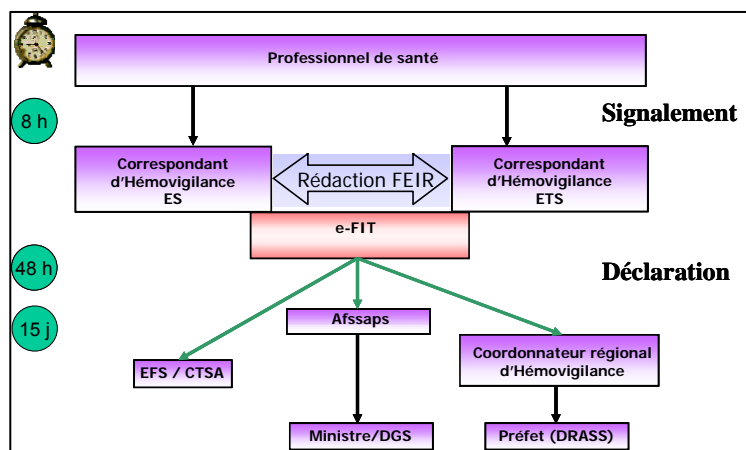 Professionnel de santé
8 h
Signalement
Correspondant
d'Hémovigilance
ES
Rédaction FEIR
Correspondant
d'Hémovigilance
ETS
e-FIT
48 h
Déclaration
15 j
Afssaps
EFS / CTSA
Coordonnateur régional
d'Hémovigilance
Ministre/DGS
Préfet (DRASS)